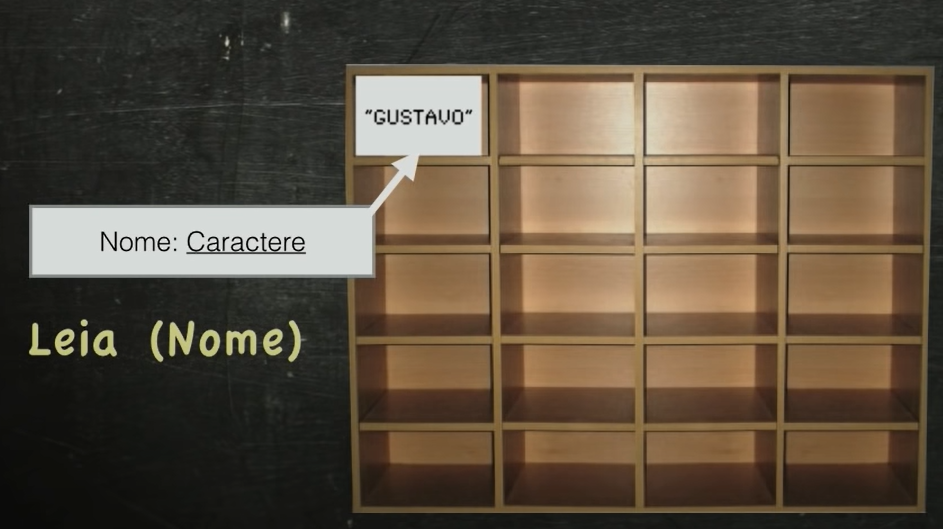 "GUSTAVO"
Nome: Caractere
Leia (Nome)